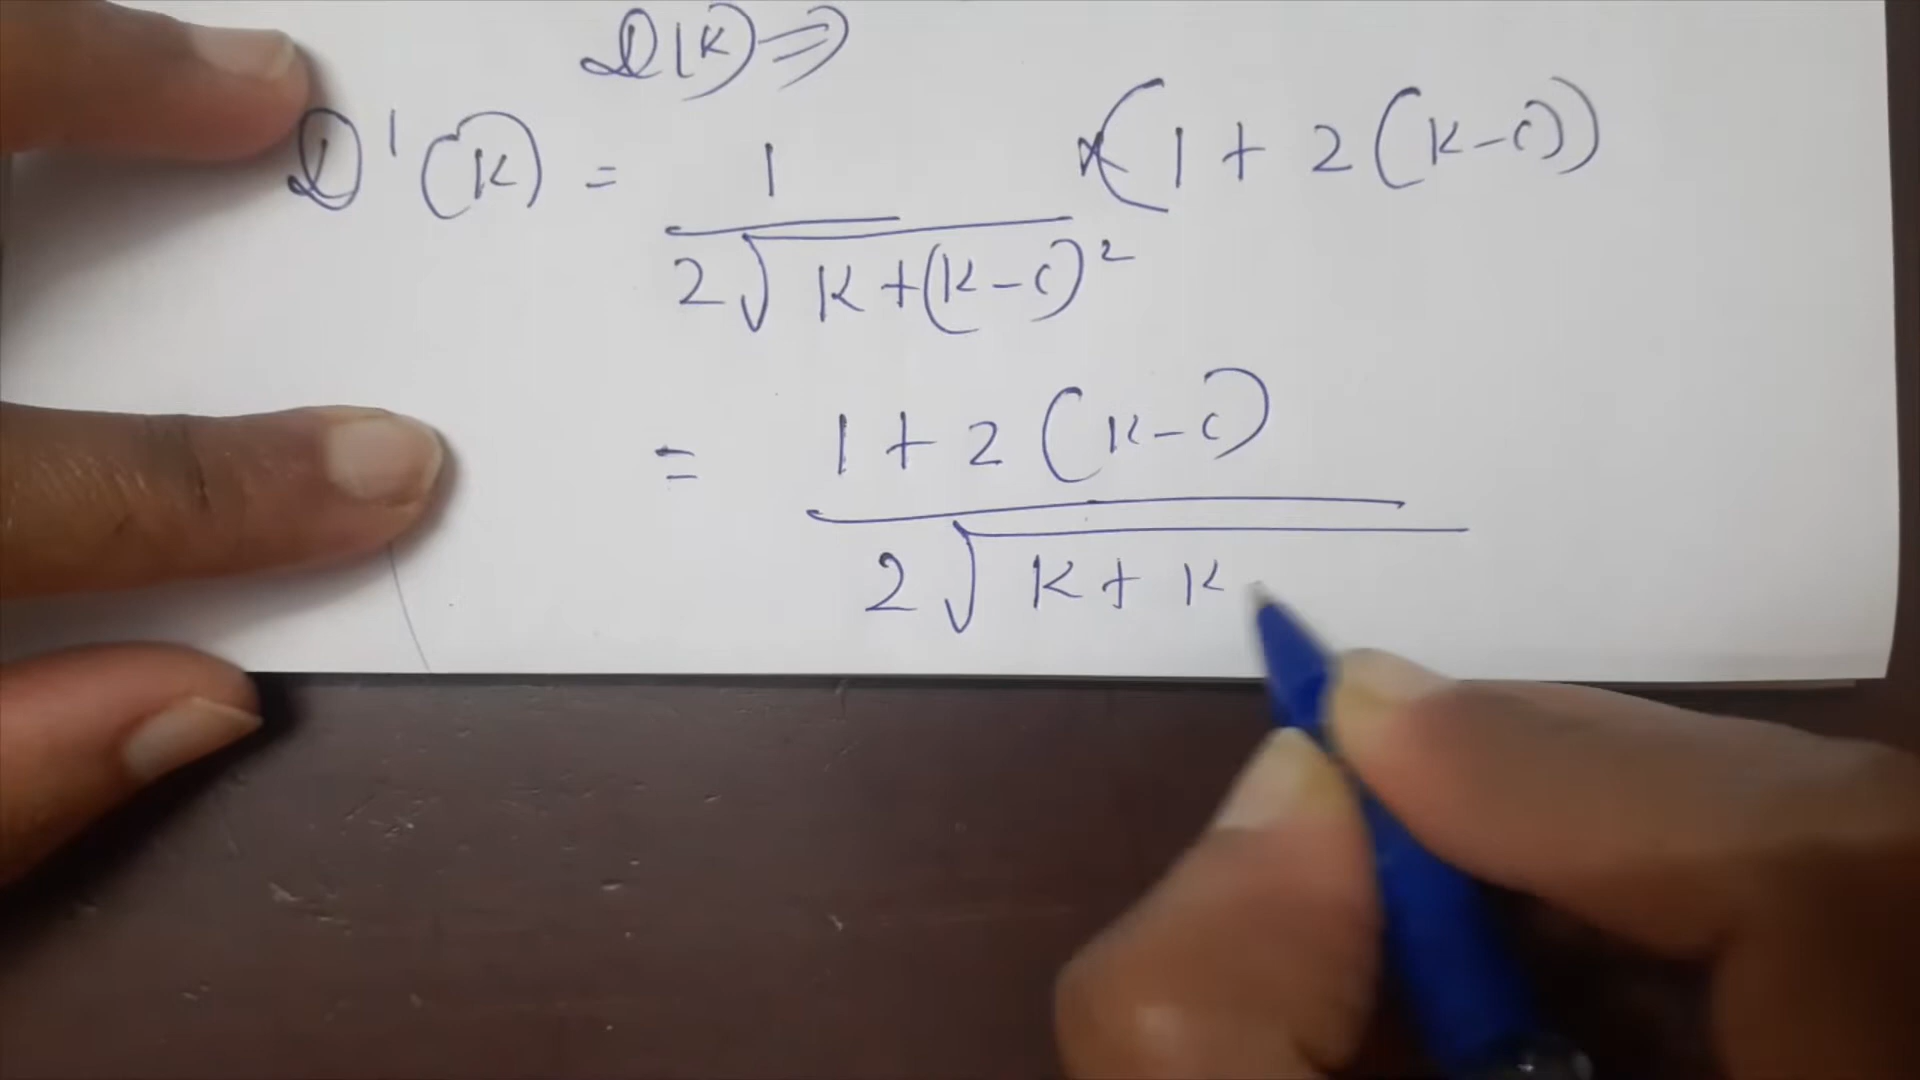 D(k) ⇒
D'(k) = 1 / 2√k+(k-c)² × (1 + 2(k-c))
= 1 + 2(k-c) / 2√k + k